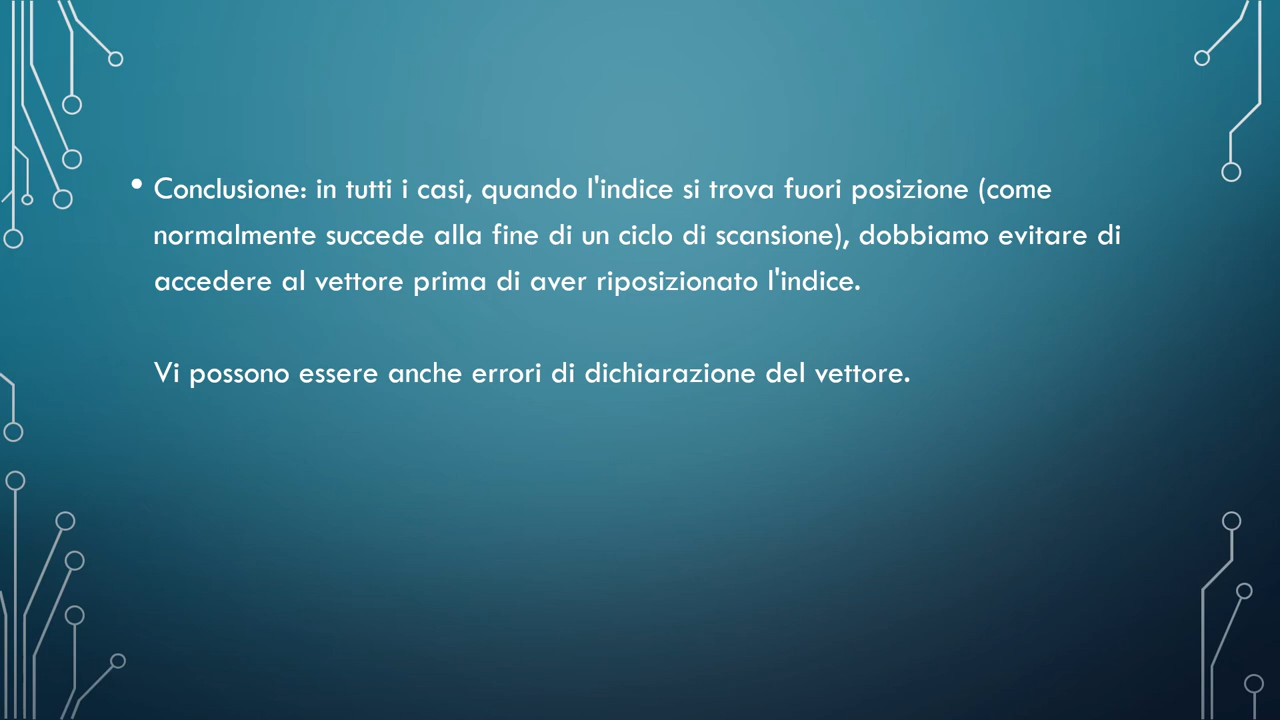 • Conclusione: in tutti i casi, quando l'indice si trova fuori posizione (come
normalmente succede alla fine di un ciclo di scansione), dobbiamo evitare di
accedere al vettore prima di aver riposizionato l'indice.
Vi possono essere anche errori di dichiarazione del vettore.